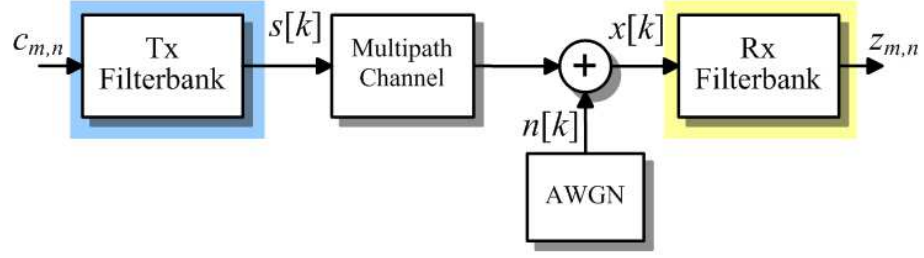 c_{m,n}
Tx
Filterbank
s[k]
Multipath
Channel
+
x[k]
Rx
Filterbank
z_{m,n}
n[k]
AWGN